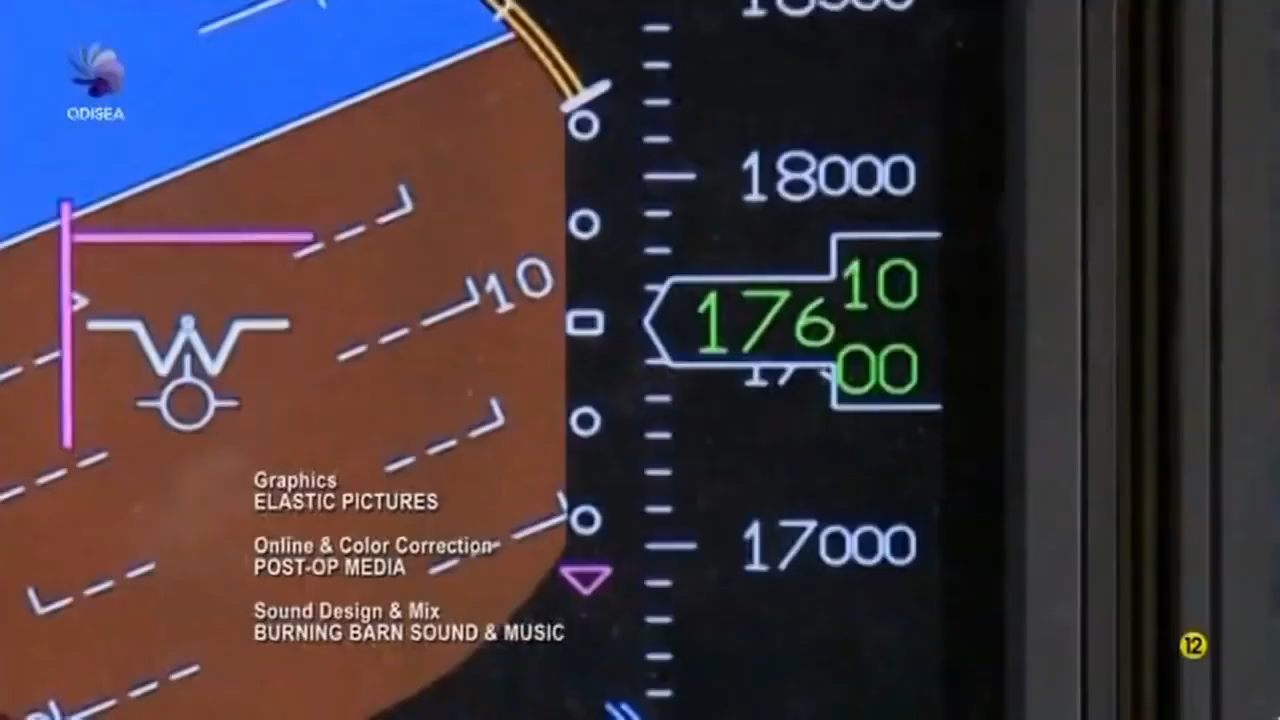 18500
ODISEA
18000
10
10
176
00
Graphics
ELASTIC PICTURES
Online & Color Correction
POST-OP MEDIA
17000
Sound Design & Mix
BURNING BARN SOUND & MUSIC
12